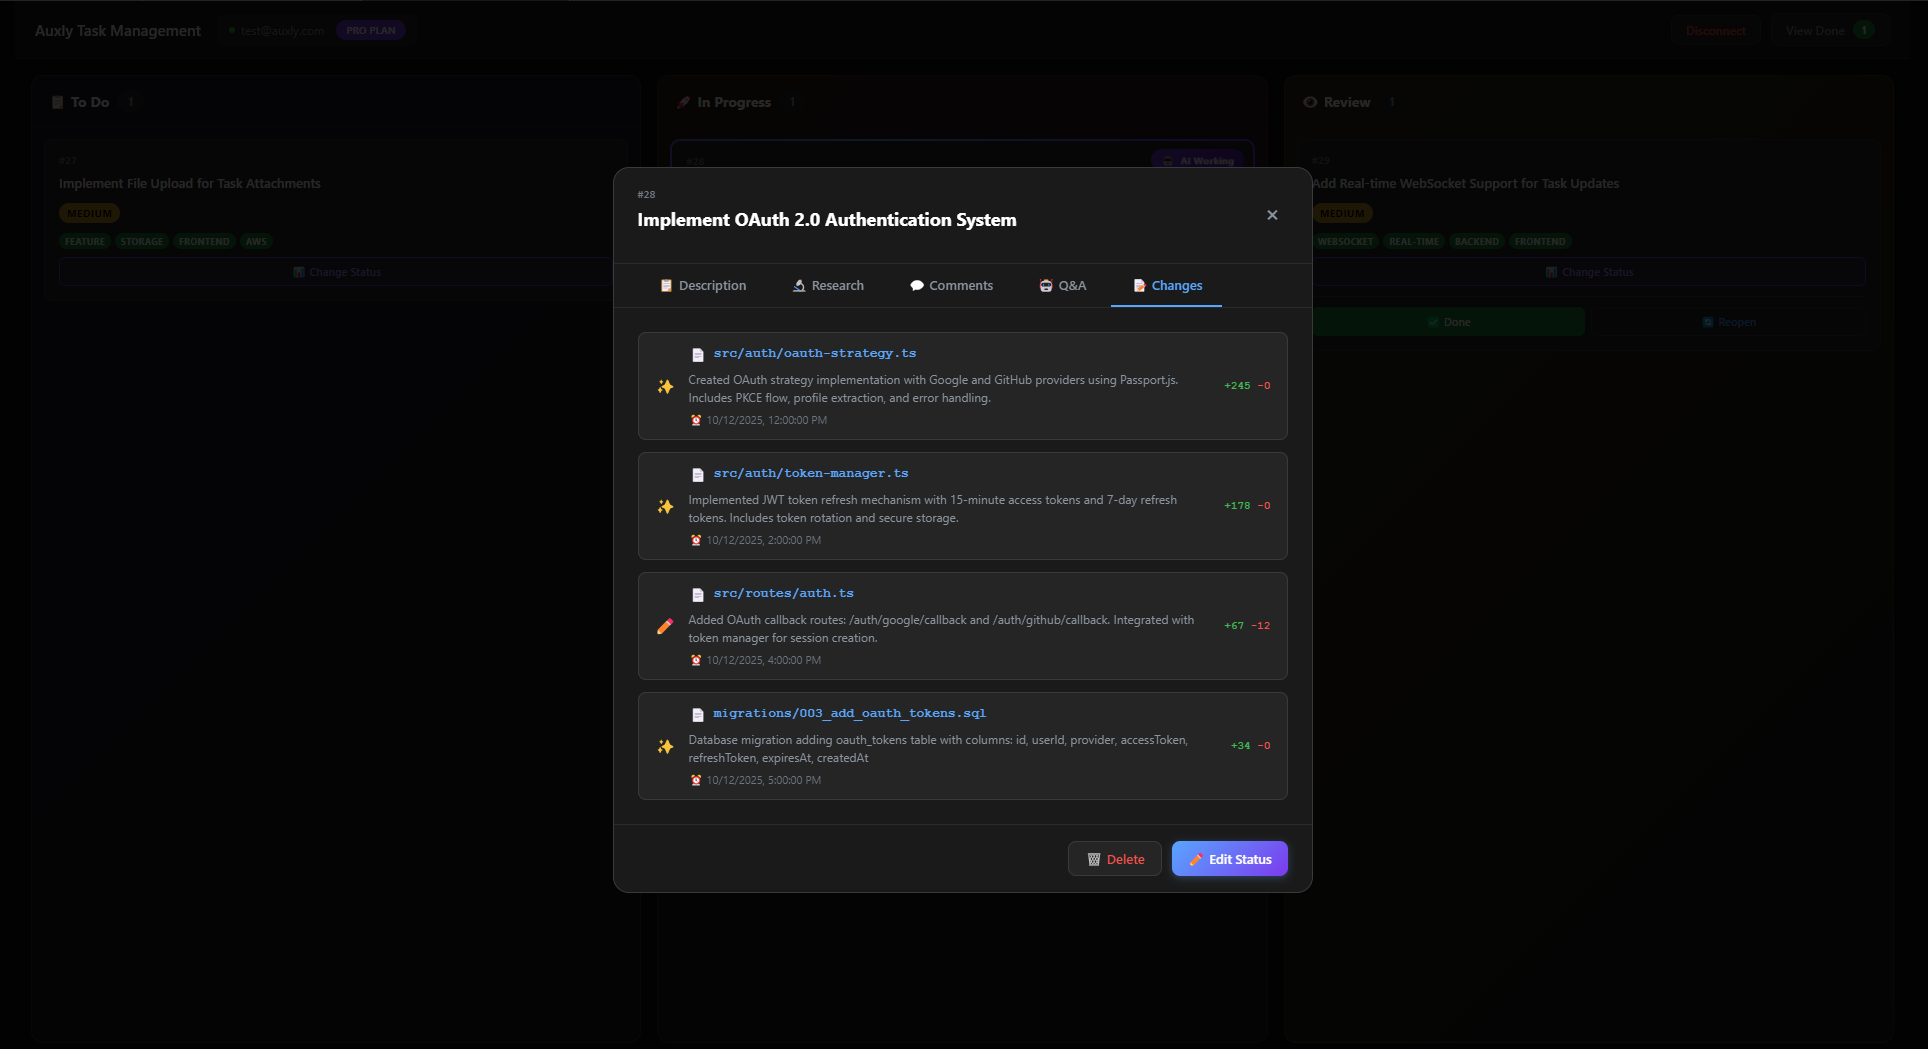 Auxly Task Management
test@auxly.com
PRO PLAN
Disconnect
View Done 1
To Do 1
#27
Implement File Upload for Task Attachments
MEDIUM
FEATURE STORAGE FRONTEND AWS
Change Status
In Progress 1
#28
AI Working
Review 1
#29
Add Real-time WebSocket Support for Task Updates
MEDIUM
WEBSOCKET REAL-TIME BACKEND FRONTEND
Change Status
Done
Reopen
#28
Implement OAuth 2.0 Authentication System
×
Description Research Comments Q&A Changes
src/auth/oauth-strategy.ts
Created OAuth strategy implementation with Google and GitHub providers using Passport.js.
Includes PKCE flow, profile extraction, and error handling.
10/12/2025, 12:00:00 PM
+245 -0
src/auth/token-manager.ts
Implemented JWT token refresh mechanism with 15-minute access tokens and 7-day refresh
tokens. Includes token rotation and secure storage.
10/12/2025, 2:00:00 PM
+178 -0
src/routes/auth.ts
Added OAuth callback routes: /auth/google/callback and /auth/github/callback. Integrated with
token manager for session creation.
10/12/2025, 4:00:00 PM
+67 -12
migrations/003_add_oauth_tokens.sql
Database migration adding oauth_tokens table with columns: id, userId, provider, accessToken,
refreshToken, expiresAt, createdAt
10/12/2025, 5:00:00 PM
+34 -0
Delete
Edit Status